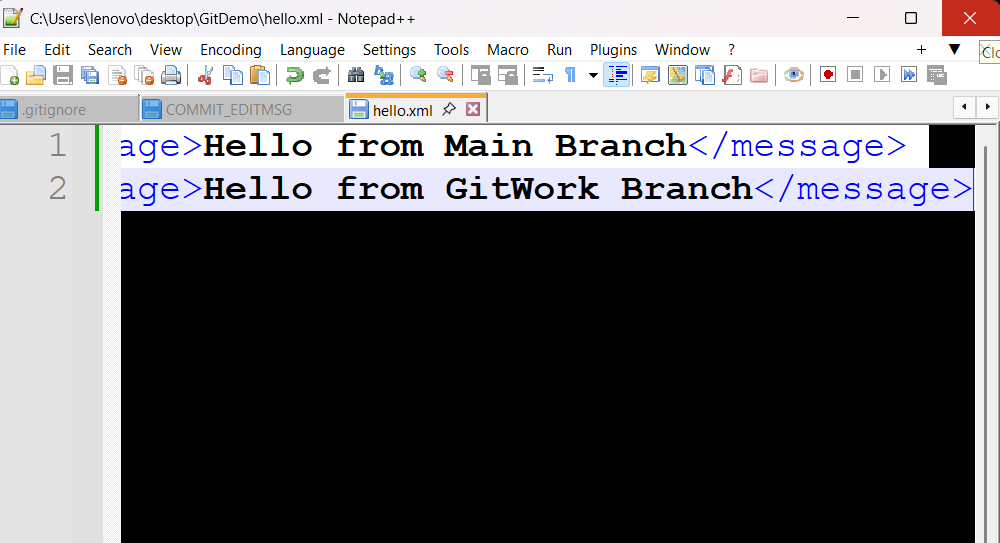 C:\Users\lenovo\desktop\GitDemo\hello.xml - Notepad++
File Edit Search View Encoding Language Settings Tools Macro Run Plugins Window ? + ▼ X
Clo
.gitignore COMMIT_EDITMSG hello.xml
1 age>Hello from Main Branch</message>
2 age>Hello from GitWork Branch</message>